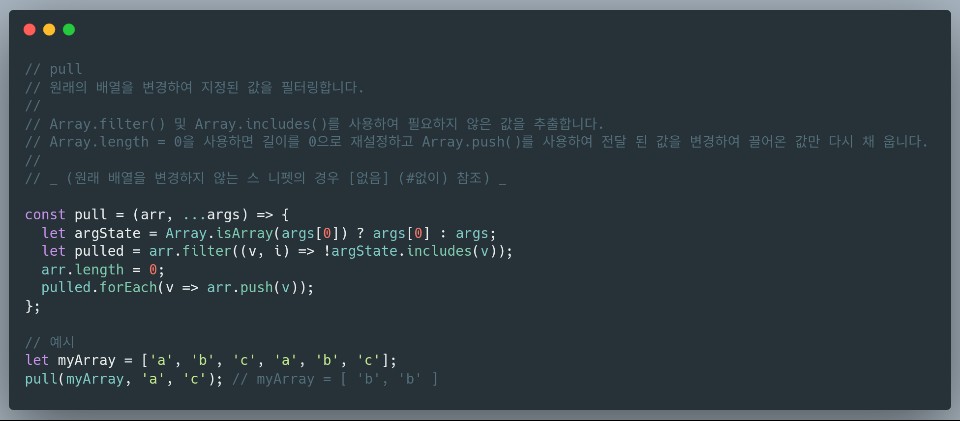 // pull
// 원래의 배열을 변경하여 지정된 값을 필터링합니다.
//
// Array.filter() 및 Array.includes()를 사용하여 필요하지 않은 값을 추출합니다.
// Array.length = 0을 사용하면 길이를 0으로 재설정하고 Array.push()를 사용하여 전달 된 값을 변경하여 끌어온 값만 다시 채 웁니다.
//
// _ (원래 배열을 변경하지 않는 스 니펫의 경우 [없음] (#없이) 참조) _

const pull = (arr, ...args) => {
  let argState = Array.isArray(args[0]) ? args[0] : args;
  let pulled = arr.filter((v, i) => !argState.includes(v));
  arr.length = 0;
  pulled.forEach(v => arr.push(v));
};

// 예시
let myArray = ['a', 'b', 'c', 'a', 'b', 'c'];
pull(myArray, 'a', 'c'); // myArray = [ 'b', 'b' ]